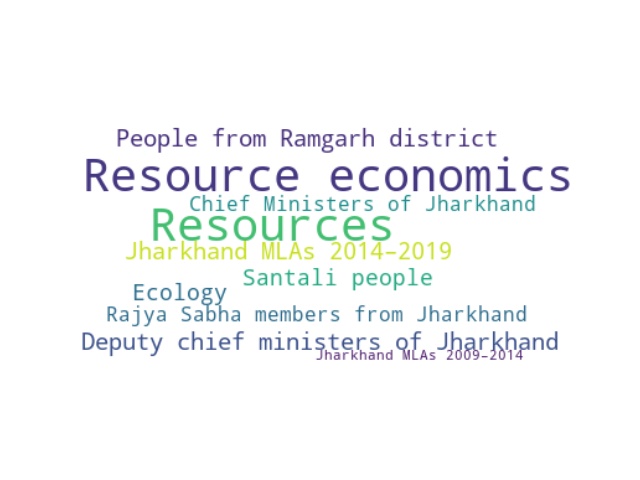 People from Ramgarh district
Resource economics
Chief Ministers of Jharkhand
Resources
Jharkhand MLAs 2014–2019
Santali people
Ecology
Rajya Sabha members from Jharkhand
Deputy chief ministers of Jharkhand
Jharkhand MLAs 2009–2014